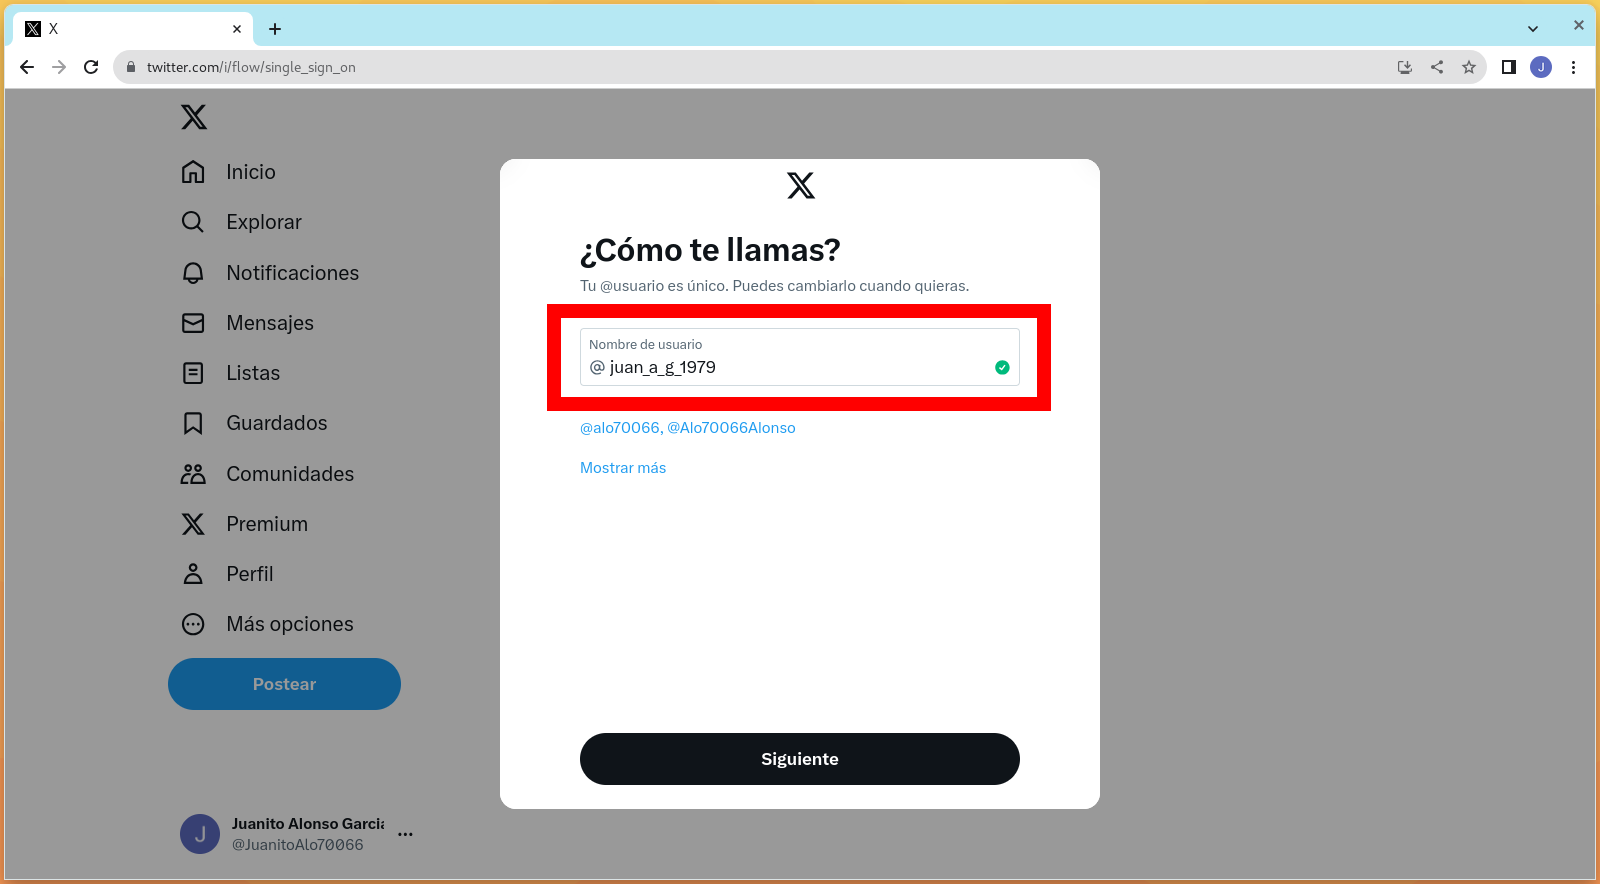 X
twitter.com/i/flow/single_sign_on
J
Inicio
Explorar
Notificaciones
Mensajes
Listas
Guardados
Comunidades
Premium
Perfil
Más opciones
Postear
J
Juanito Alonso Garcia
@JuanitoAlo70066
¿Cómo te llamas?
Tu @usuario es único. Puedes cambiarlo cuando quieras.
Nombre de usuario
@ juan_a_g_1979
@alo70066, @Alo70066Alonso
Mostrar más
Siguiente